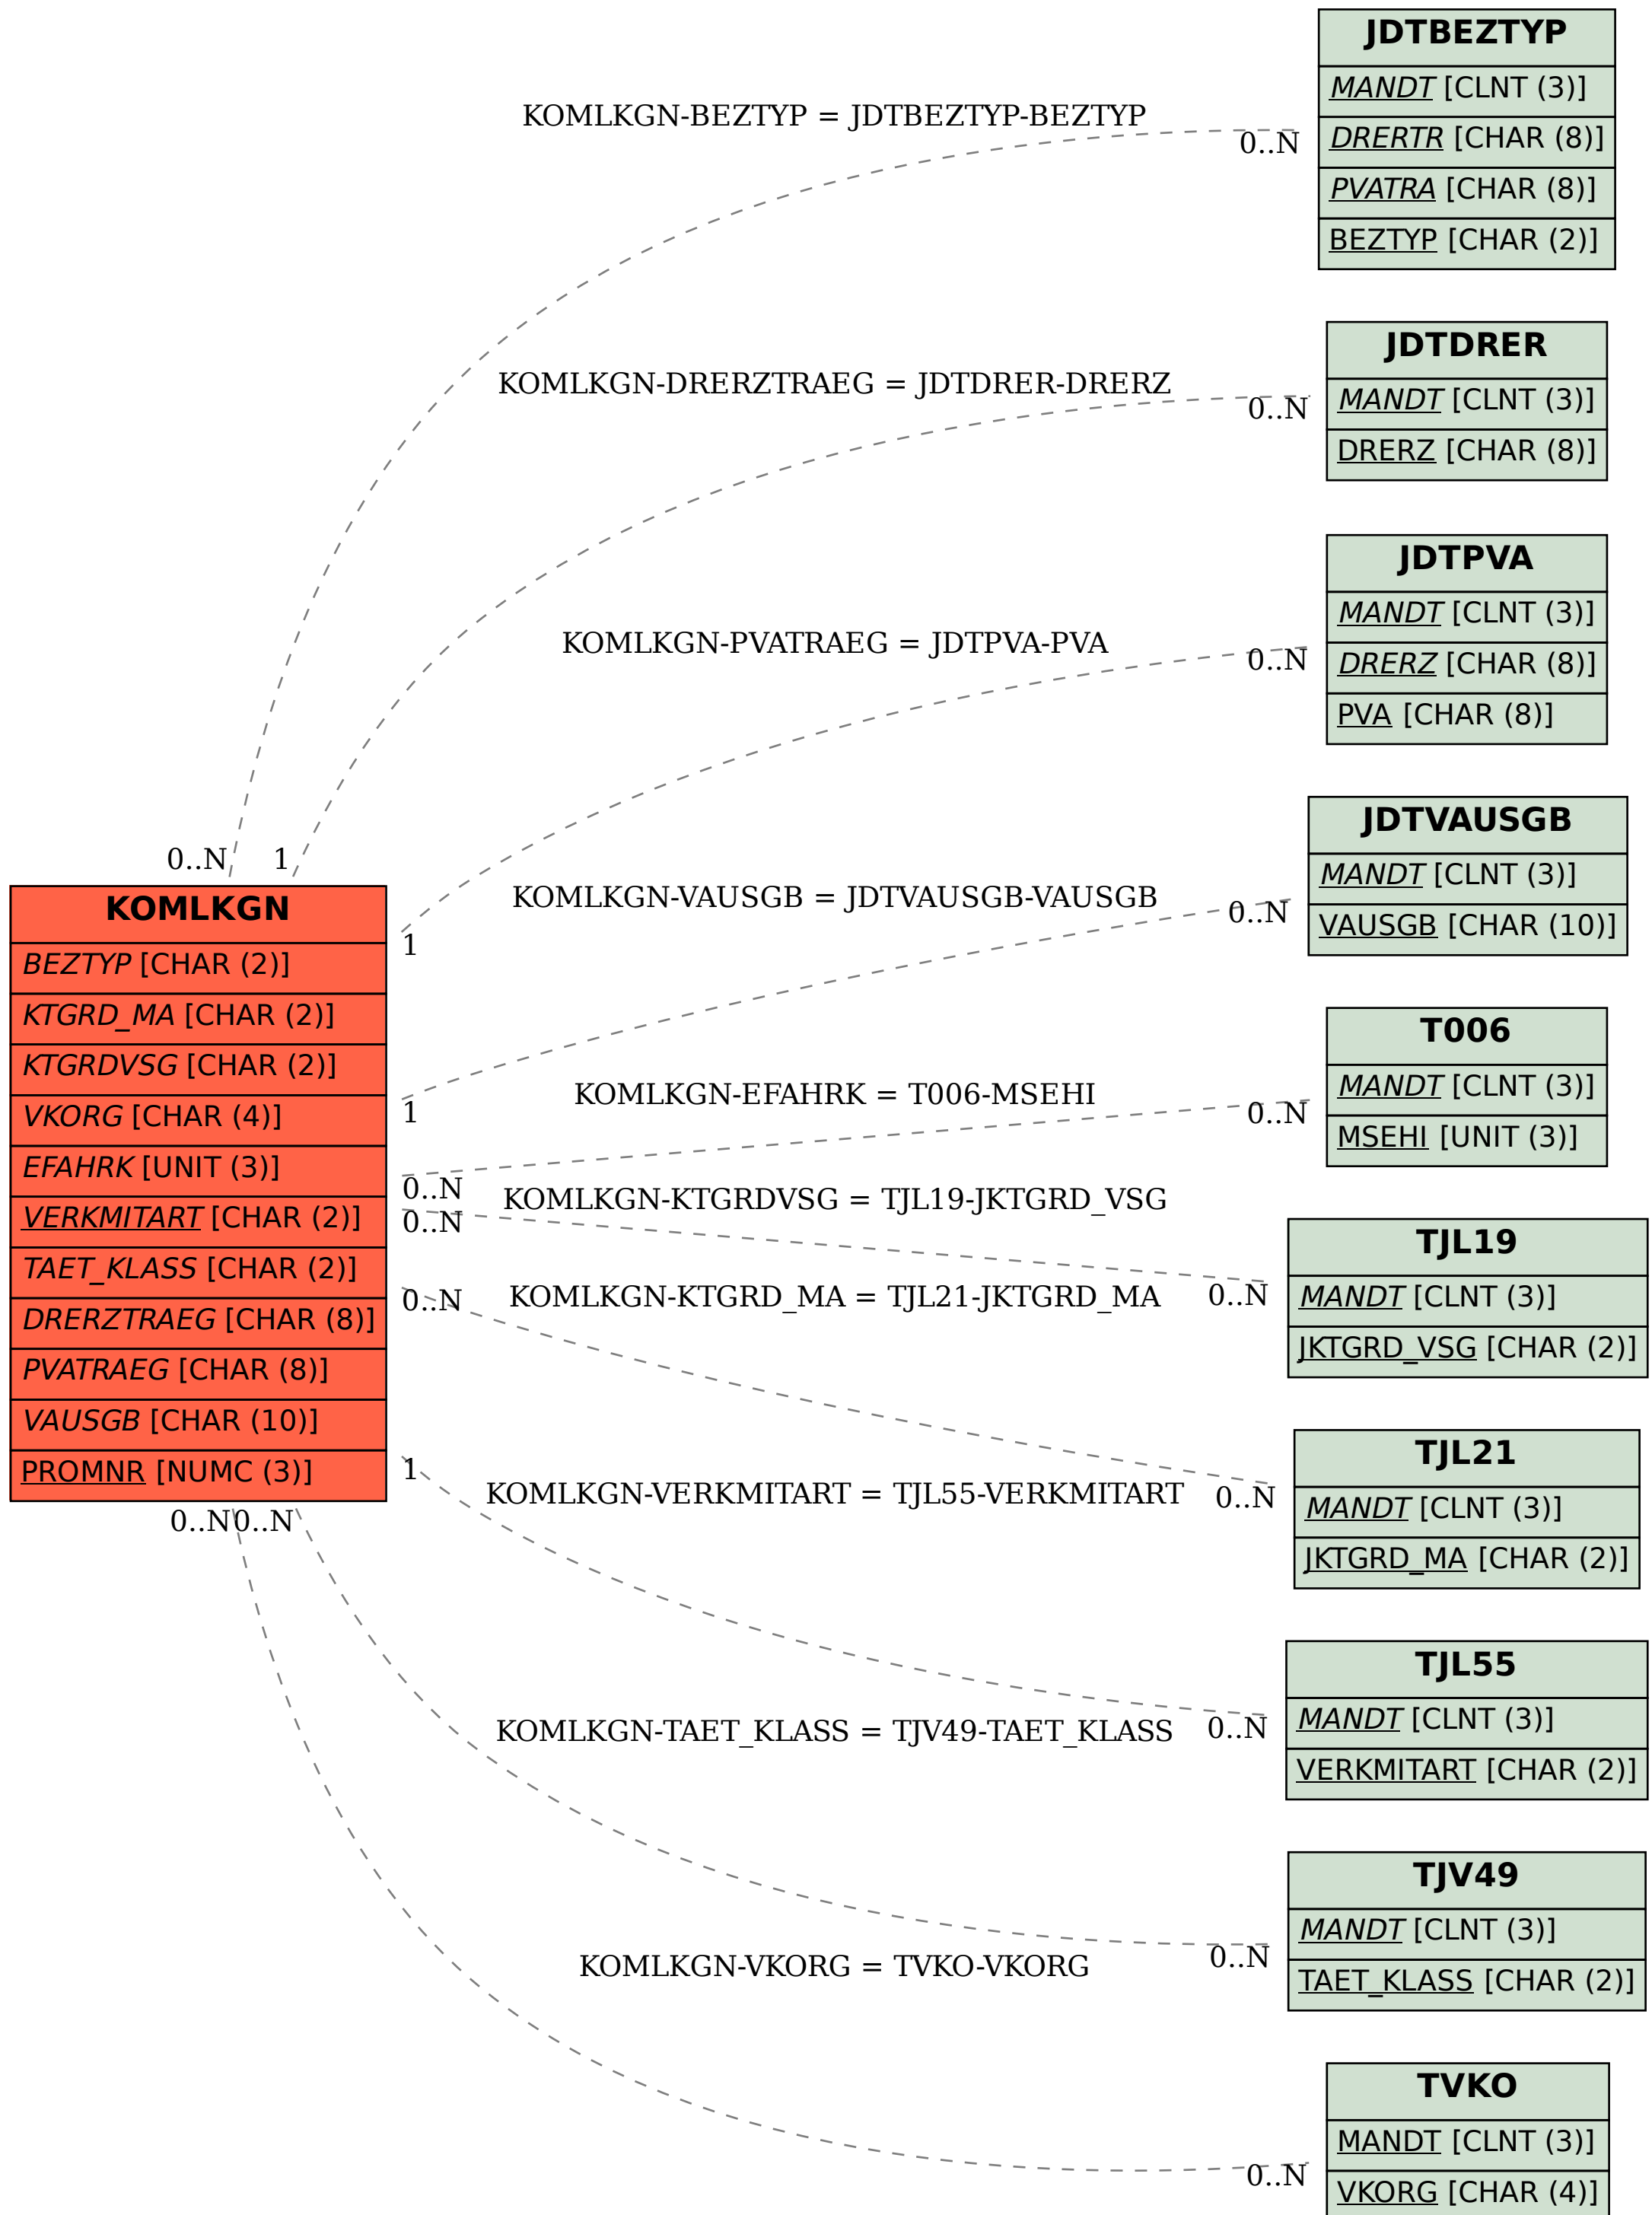 JDTBEZTYP
MANDT [CLNT (3)]
DRERTR [CHAR (8)]
PVATRA [CHAR (8)]
BEZTYP [CHAR (2)]
KOMLKGN-BEZTYP = JDTBEZTYP-BEZTYP
0..N
0..N
JDTDRER
MANDT [CLNT (3)]
DRERZ [CHAR (8)]
KOMLKGN-DRERZTRAEG = JDTDRER-DRERZ
0..N
1
JDTPVA
MANDT [CLNT (3)]
DRERZ [CHAR (8)]
PVA [CHAR (8)]
KOMLKGN-PVATRAEG = JDTPVA-PVA
0..N
1
JDTVAUSGB
MANDT [CLNT (3)]
VAUSGB [CHAR (10)]
KOMLKGN-VAUSGB = JDTVAUSGB-VAUSGB
0..N
1
KOMLKGN
BEZTYP [CHAR (2)]
KTGRD_MA [CHAR (2)]
KTGRDVSG [CHAR (2)]
VKORG [CHAR (4)]
EFAHRK [UNIT (3)]
VERKMITART [CHAR (2)]
TAET_KLASS [CHAR (2)]
DRERZTRAEG [CHAR (8)]
PVATRAEG [CHAR (8)]
VAUSGB [CHAR (10)]
PROMNR [NUMC (3)]
T006
MANDT [CLNT (3)]
MSEHI [UNIT (3)]
KOMLKGN-EFAHRK = T006-MSEHI
0..N
0..N
TJL19
MANDT [CLNT (3)]
JKTGRD_VSG [CHAR (2)]
KOMLKGN-KTGRDVSG = TJL19-JKTGRD_VSG
0..N
0..N
TJL21
MANDT [CLNT (3)]
JKTGRD_MA [CHAR (2)]
KOMLKGN-KTGRD_MA = TJL21-JKTGRD_MA
0..N
0..N
TJL55
MANDT [CLNT (3)]
VERKMITART [CHAR (2)]
KOMLKGN-VERKMITART = TJL55-VERKMITART
0..N
1
TJV49
MANDT [CLNT (3)]
TAET_KLASS [CHAR (2)]
KOMLKGN-TAET_KLASS = TJV49-TAET_KLASS
0..N
0..N
TVKO
MANDT [CLNT (3)]
VKORG [CHAR (4)]
KOMLKGN-VKORG = TVKO-VKORG
0..N
0..N